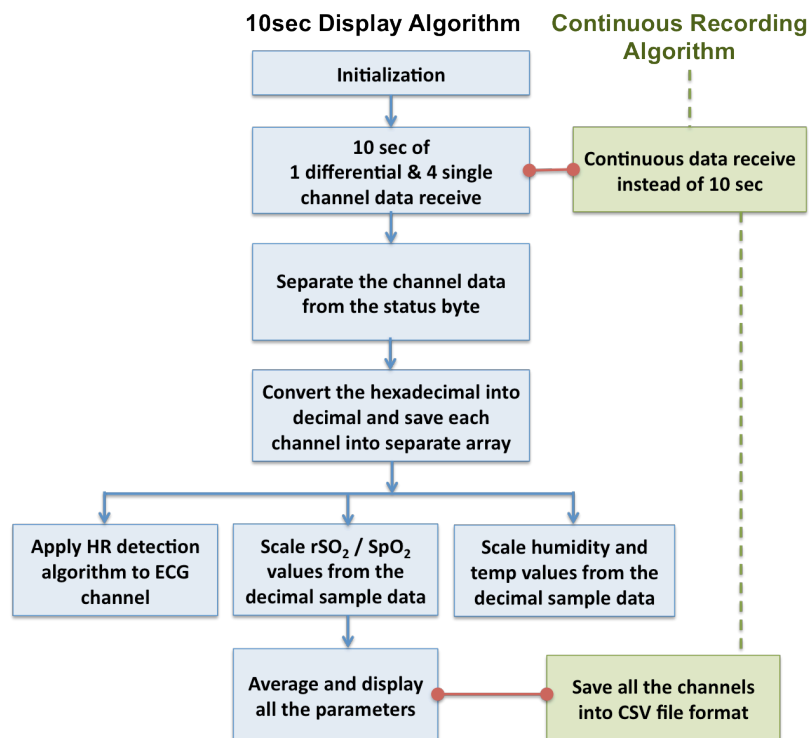 10sec Display Algorithm
Continuous Recording
Algorithm
Initialization
10 sec of
1 differential & 4 single
channel data receive
Continuous data receive
instead of 10 sec
Separate the channel data
from the status byte
Convert the hexadecimal into
decimal and save each
channel into separate array
Apply HR detection
algorithm to ECG
channel
Scale rSO₂ / SpO₂
values from the
decimal sample data
Scale humidity and
temp values from the
decimal sample data
Average and display
all the parameters
Save all the channels
into CSV file format